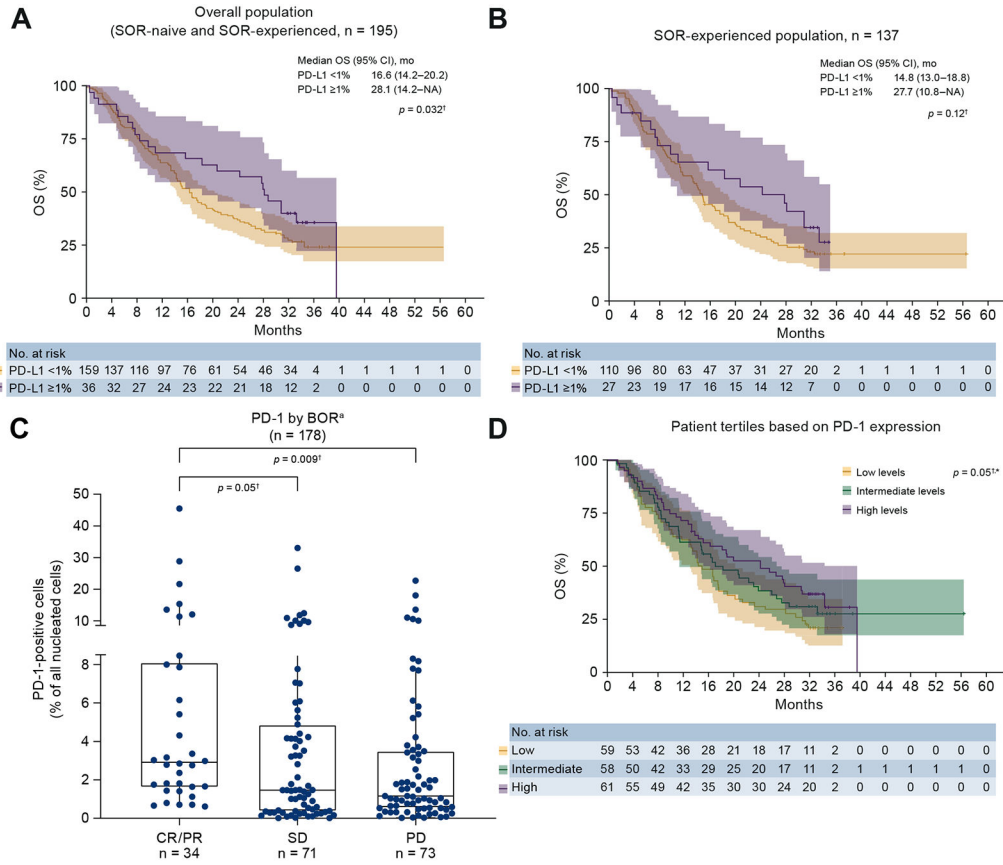 A
Overall population
(SOR-naive and SOR-experienced, n = 195)
Median OS (95% CI), mo
PD-L1 <1% 16.6 (14.2–20.2)
PD-L1 ≥1% 28.1 (14.2–NA)
p = 0.032†
OS (%)
100
75
50
25
0
0 4 8 12 16 20 24 28 32 36 40 44 48 52 56 60
Months
No. at risk
PD-L1 <1% 159 137 116 97 76 61 54 46 34 4 1 1 1 1 1 0
PD-L1 ≥1% 36 32 27 24 23 22 21 18 12 2 0 0 0 0 0 0
B
SOR-experienced population, n = 137
Median OS (95% CI), mo
PD-L1 <1% 14.8 (13.0–18.8)
PD-L1 ≥1% 27.7 (10.8–NA)
p = 0.12†
OS (%)
100
75
50
25
0
0 4 8 12 16 20 24 28 32 36 40 44 48 52 56 60
Months
No. at risk
PD-L1 <1% 110 96 80 63 47 37 31 27 20 2 1 1 1 1 1 0
PD-L1 ≥1% 27 23 19 17 16 15 14 12 7 0 0 0 0 0 0 0
C
PD-1 by BORᵃ
(n = 178)
p = 0.009†
p = 0.05†
PD-1-positive cells
(% of all nucleated cells)
50
40
30
20
10
8
6
4
2
0
CR/PR SD PD
n = 34 n = 71 n = 73
D
Patient tertiles based on PD-1 expression
Low levels
Intermediate levels
High levels
p = 0.05‡,*
OS (%)
100
75
50
25
0
0 4 8 12 16 20 24 28 32 36 40 44 48 52 56 60
Months
No. at risk
Low 59 53 42 36 28 21 18 17 11 2 0 0 0 0 0 0
Intermediate 58 50 42 33 29 25 20 17 11 2 1 1 1 1 1 0
High 61 55 49 42 35 30 30 24 20 2 0 0 0 0 0 0